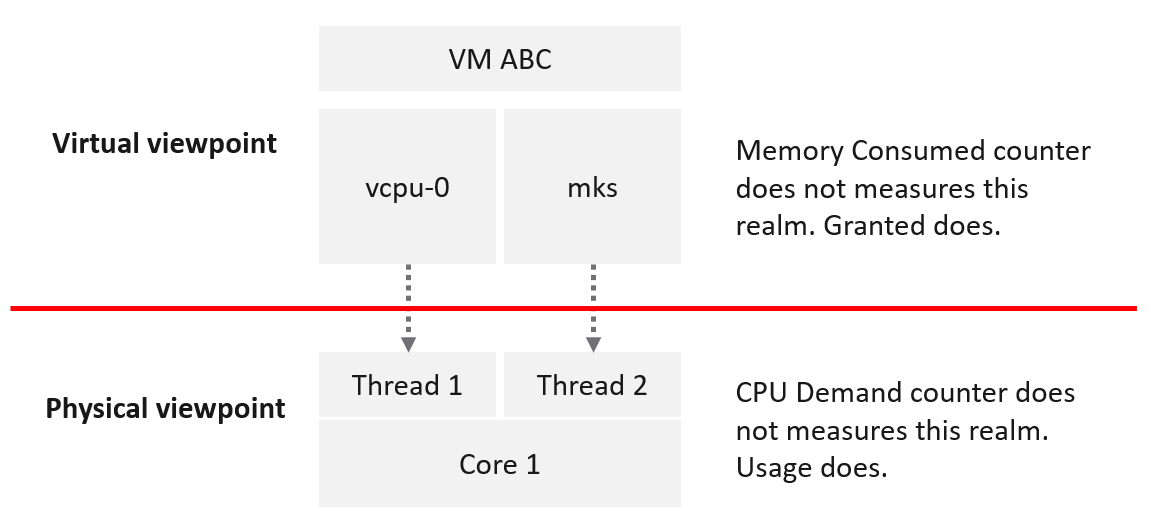 VM ABC
Virtual viewpoint
vcpu-0
mks
Memory Consumed counter
does not measures this
realm. Granted does.
Physical viewpoint
Thread 1
Thread 2
Core 1
CPU Demand counter does
not measures this realm.
Usage does.